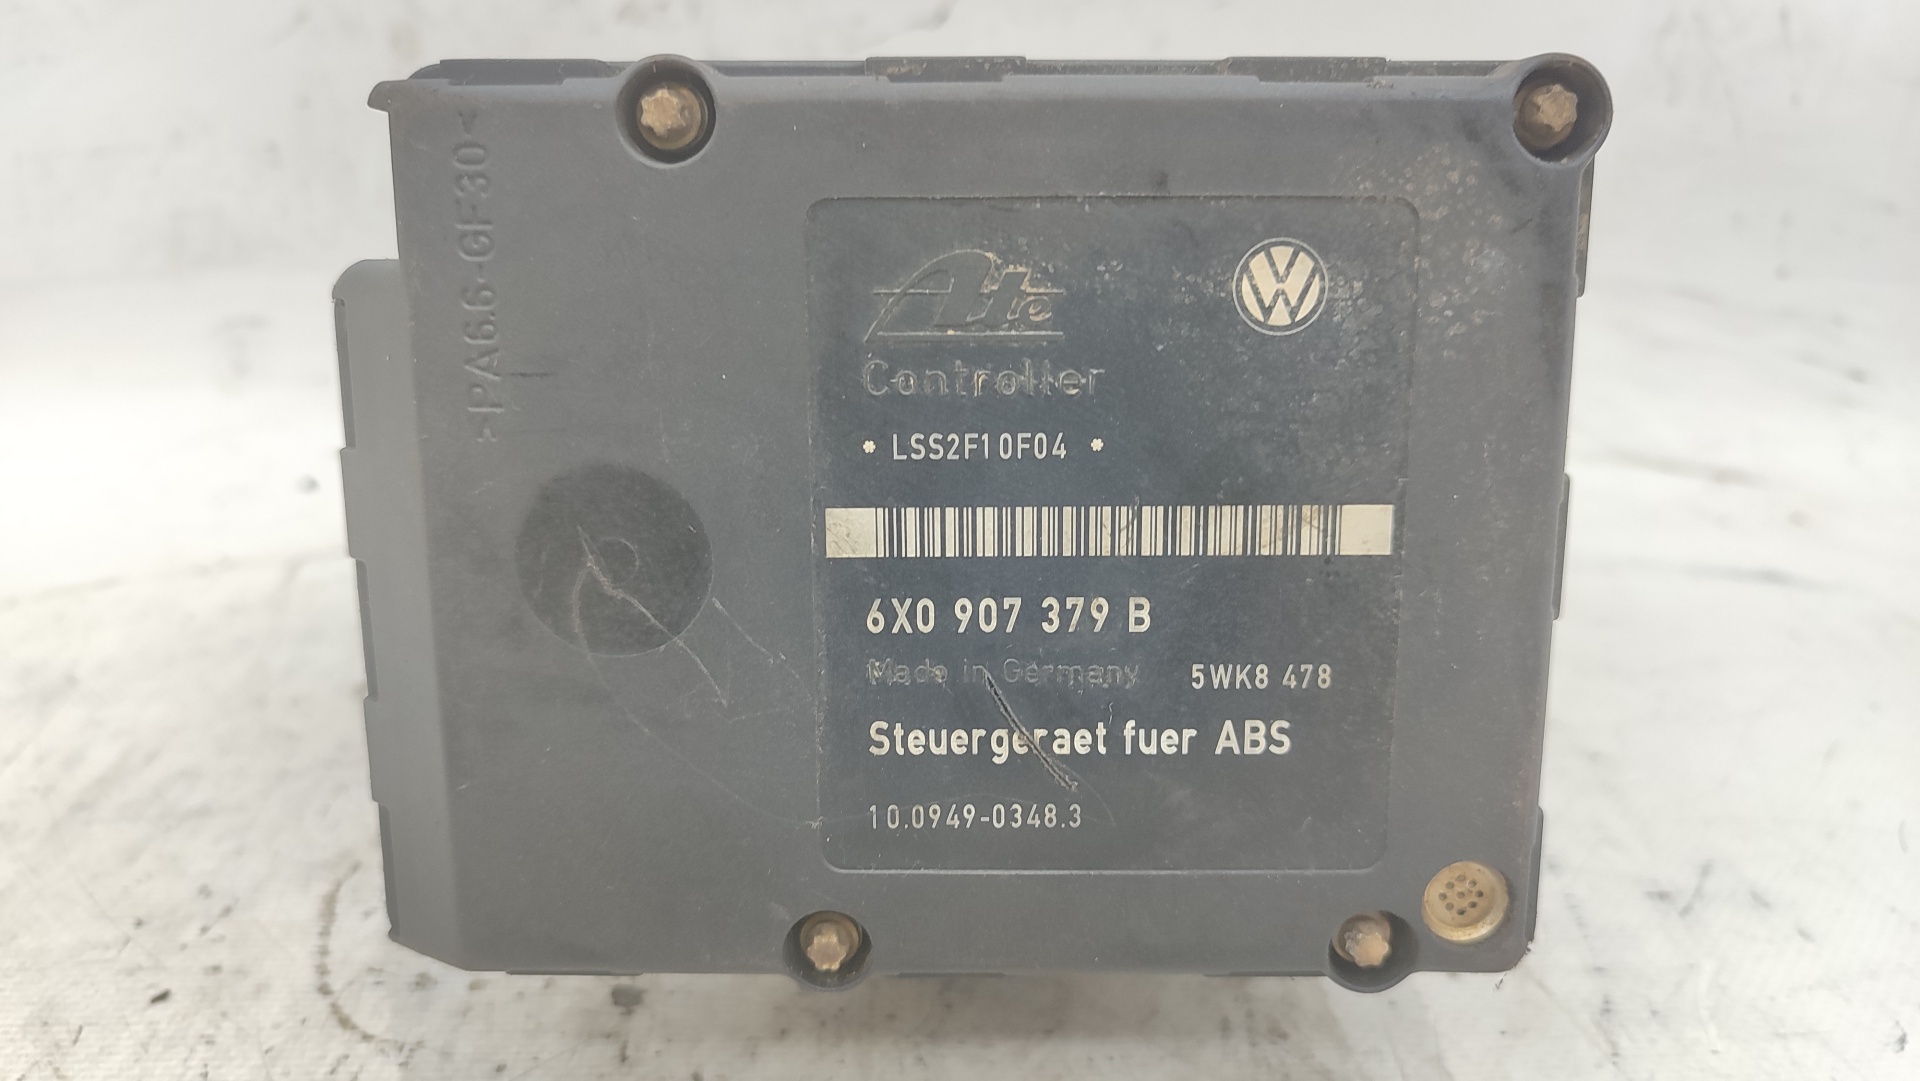 >PA6.6-GF30<
Ate
Controller
* LSS2F10F04 *
6X0 907 379 B
Made in Germany 5WK8 478
Steuergeraet fuer ABS
10.0949-0348.3